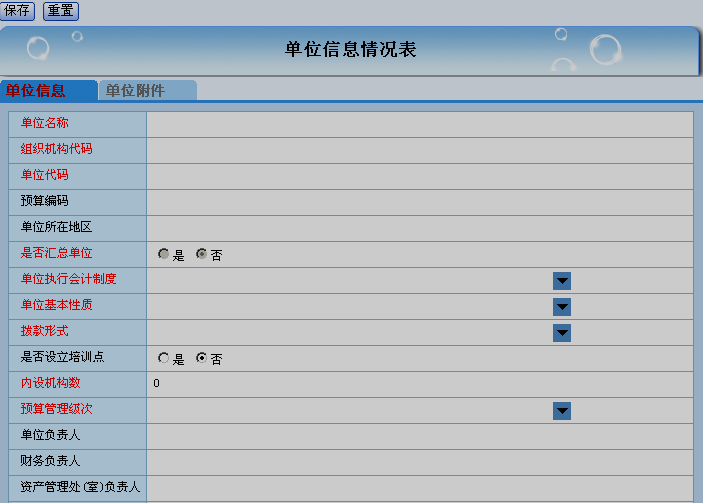 保存 重置
单位信息情况表
单位信息 单位附件
单位名称
组织机构代码
单位代码
预算编码
单位所在地区
是否汇总单位 是 否
单位执行会计制度
单位基本性质
拨款形式
是否设立培训点 是 否
内设机构数 0
预算管理级次
单位负责人
财务负责人
资产管理处(室)负责人